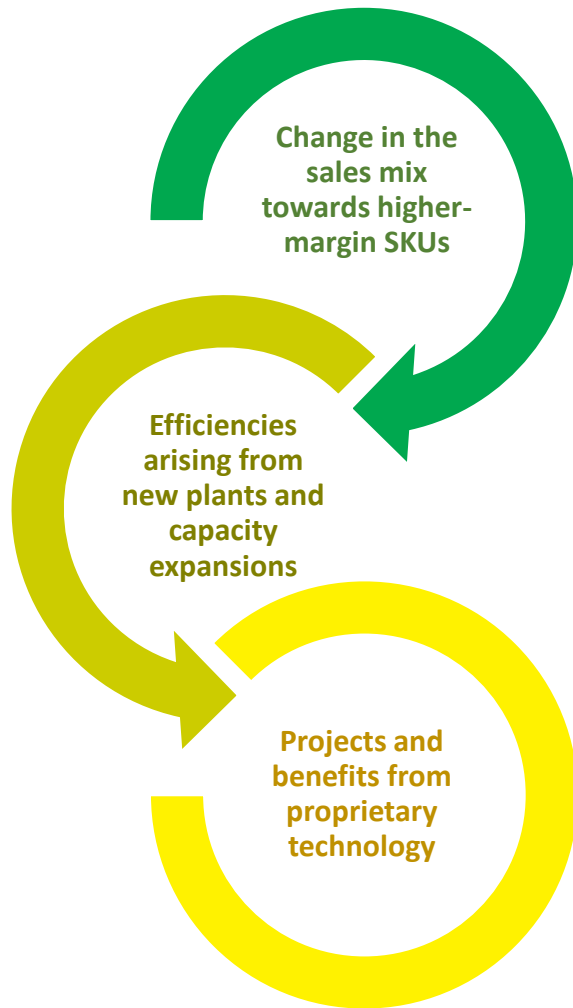 Change in the
sales mix
towards higher-
margin SKUs
Efficiencies
arising from
new plants and
capacity
expansions
Projects and
benefits from
proprietary
technology